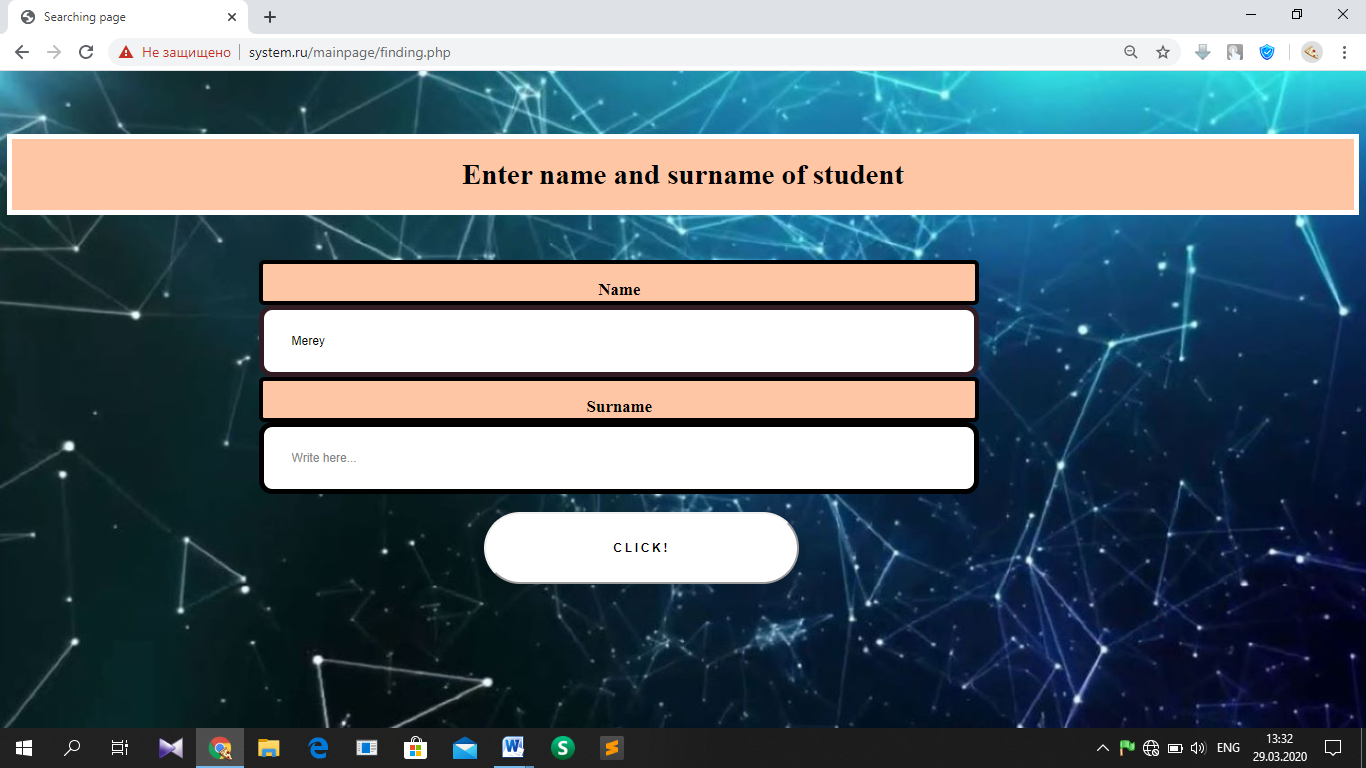 Searching page
Не защищено
system.ru/mainpage/finding.php
Enter name and surname of student
Name
Merey
Surname
Write here...
CLICK!
W
S
ENG
13:32
29.03.2020